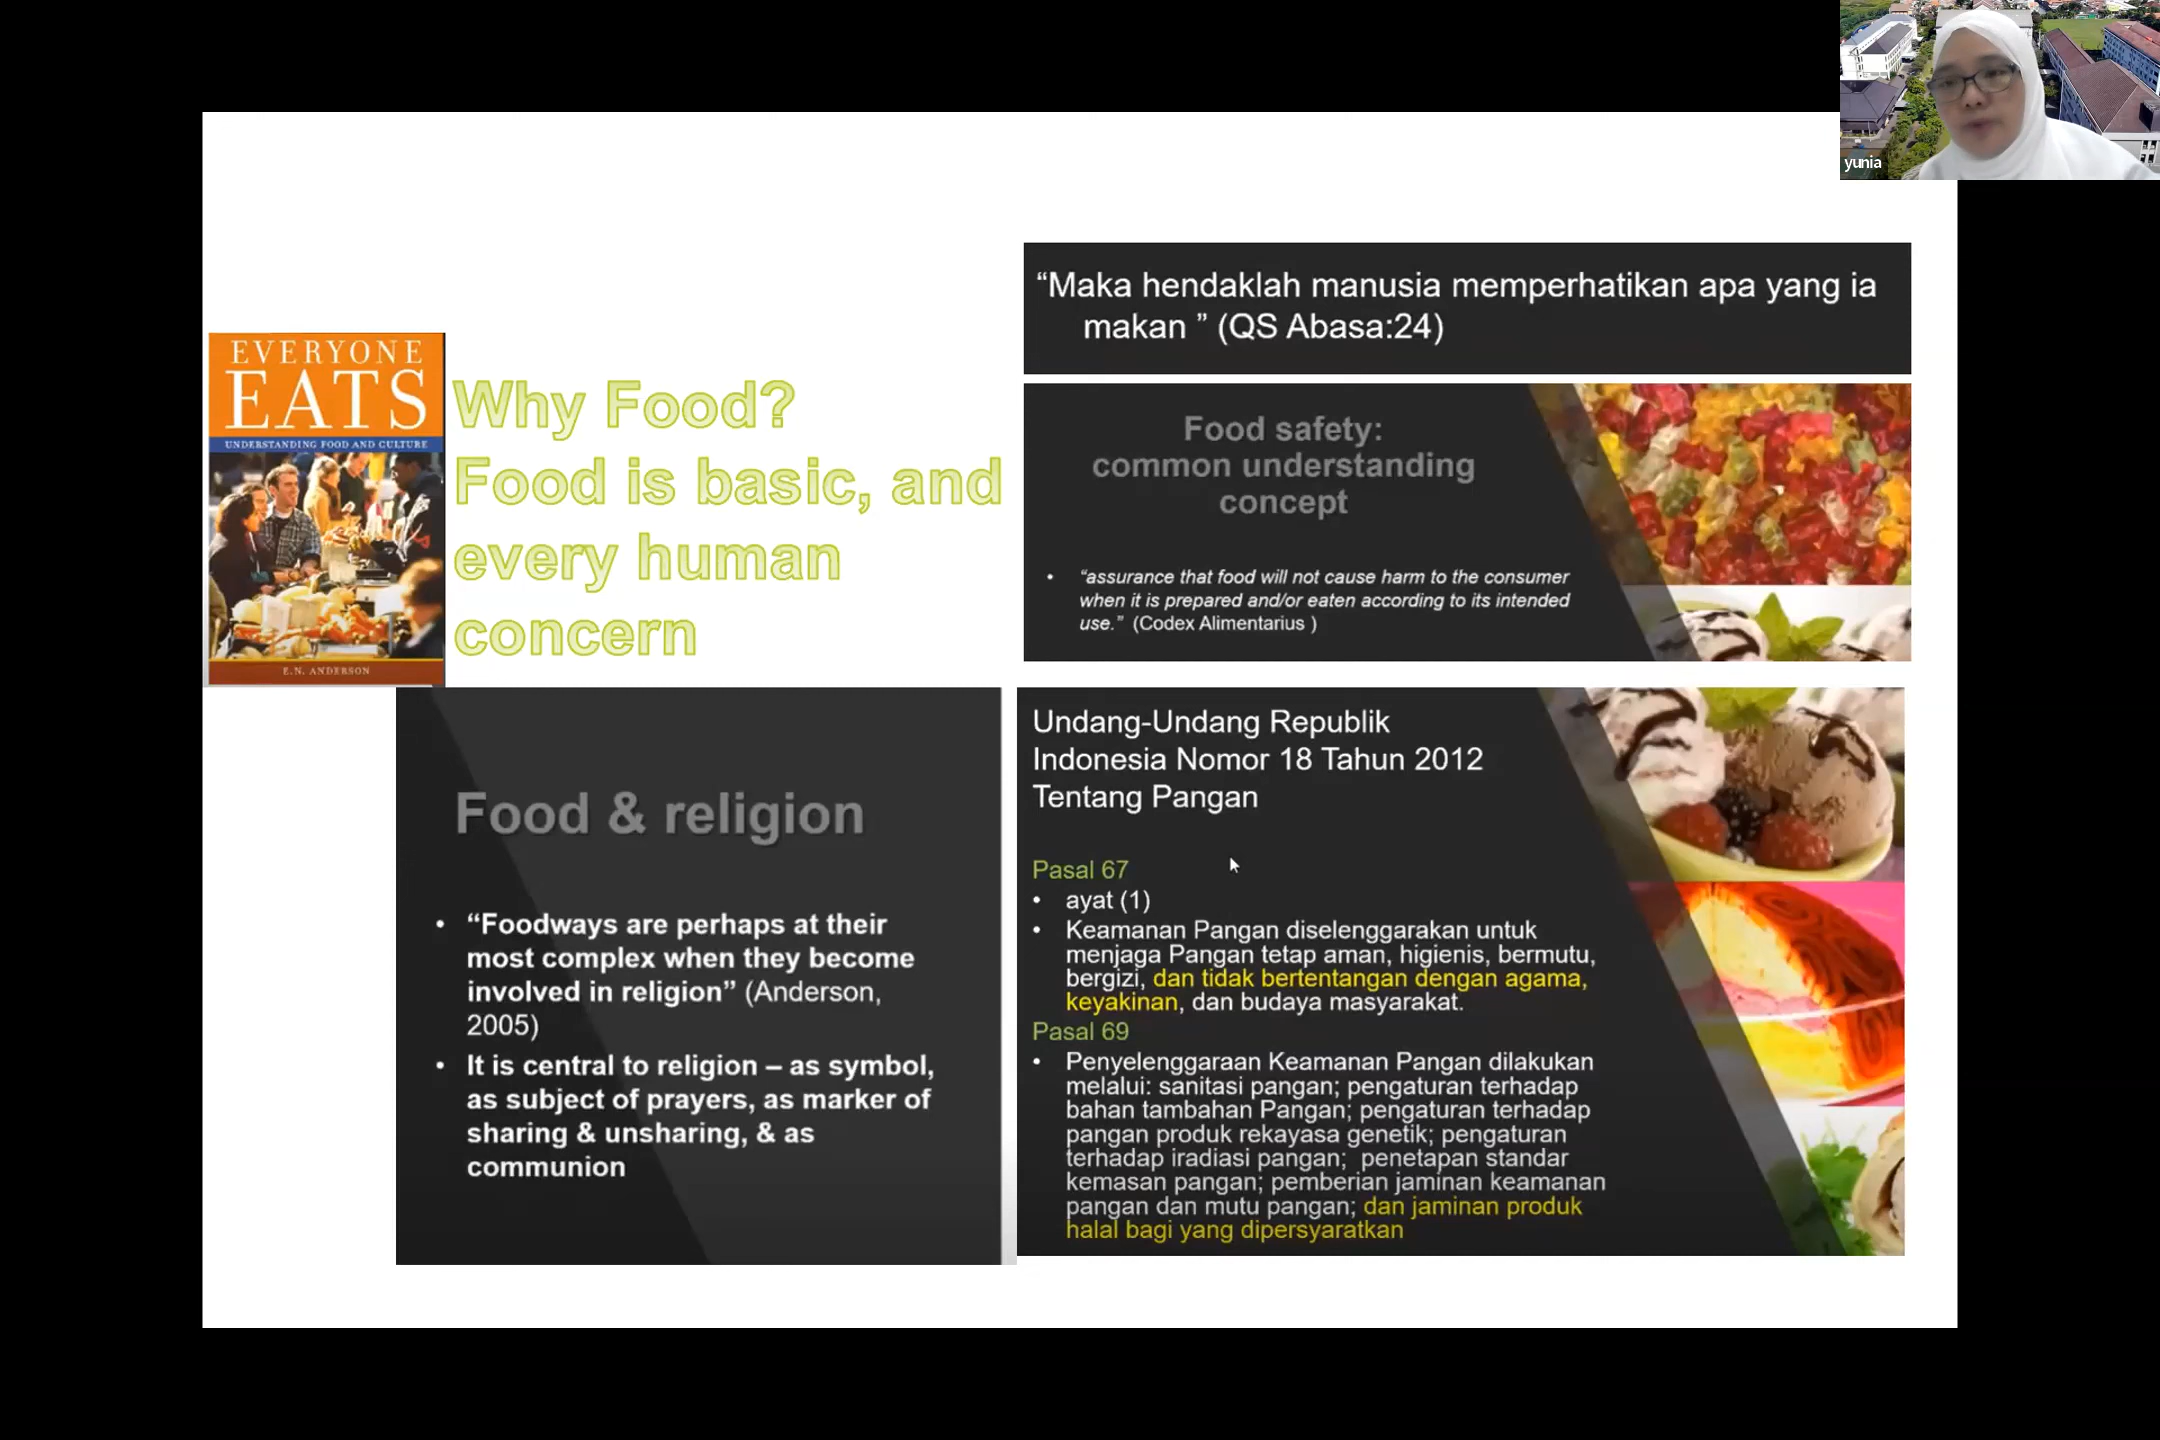 yunia
EVERYONE
EATS
UNDERSTANDING FOOD AND CULTURE
E.N. ANDERSON
Why Food?
Food is basic, and
every human
concern
“Maka hendaklah manusia memperhatikan apa yang ia
makan ” (QS Abasa:24)
Food safety:
common understanding
concept
• “assurance that food will not cause harm to the consumer
when it is prepared and/or eaten according to its intended
use.” (Codex Alimentarius )
Food & religion
• “Foodways are perhaps at their
most complex when they become
involved in religion” (Anderson,
2005)
• It is central to religion – as symbol,
as subject of prayers, as marker of
sharing & unsharing, & as
communion
Undang-Undang Republik
Indonesia Nomor 18 Tahun 2012
Tentang Pangan
Pasal 67
• ayat (1)
• Keamanan Pangan diselenggarakan untuk
menjaga Pangan tetap aman, higienis, bermutu,
bergizi, dan tidak bertentangan dengan agama,
keyakinan, dan budaya masyarakat.
Pasal 69
• Penyelenggaraan Keamanan Pangan dilakukan
melalui: sanitasi pangan; pengaturan terhadap
bahan tambahan Pangan; pengaturan terhadap
pangan produk rekayasa genetik; pengaturan
terhadap iradiasi pangan; penetapan standar
kemasan pangan; pemberian jaminan keamanan
pangan dan mutu pangan; dan jaminan produk
halal bagi yang dipersyaratkan